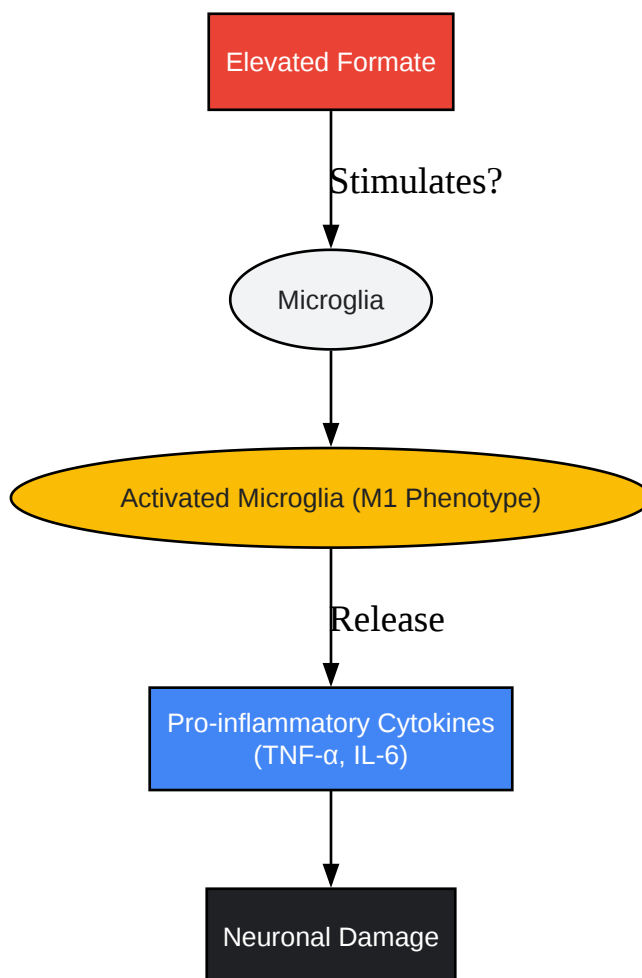 Elevated Formate
Stimulates?
Microglia
Activated Microglia (M1 Phenotype)
Release
Pro-inflammatory Cytokines
(TNF-α, IL-6)
Neuronal Damage